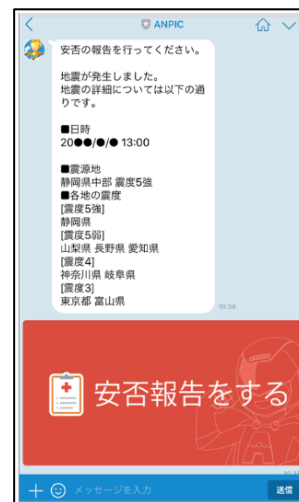 ANPIC
安否の報告を行ってください。
地震が発生しました。
地震の詳細については以下の通
りです。
■日時
20●●/●/● 13:00
■震源地
静岡県中部 震度5強
■各地の震度
[震度5強]
静岡県
[震度5弱]
山梨県 長野県 愛知県
[震度4]
神奈川県 岐阜県
[震度3]
東京都 富山県
10:38
安否報告をする
メッセージを入力
送信